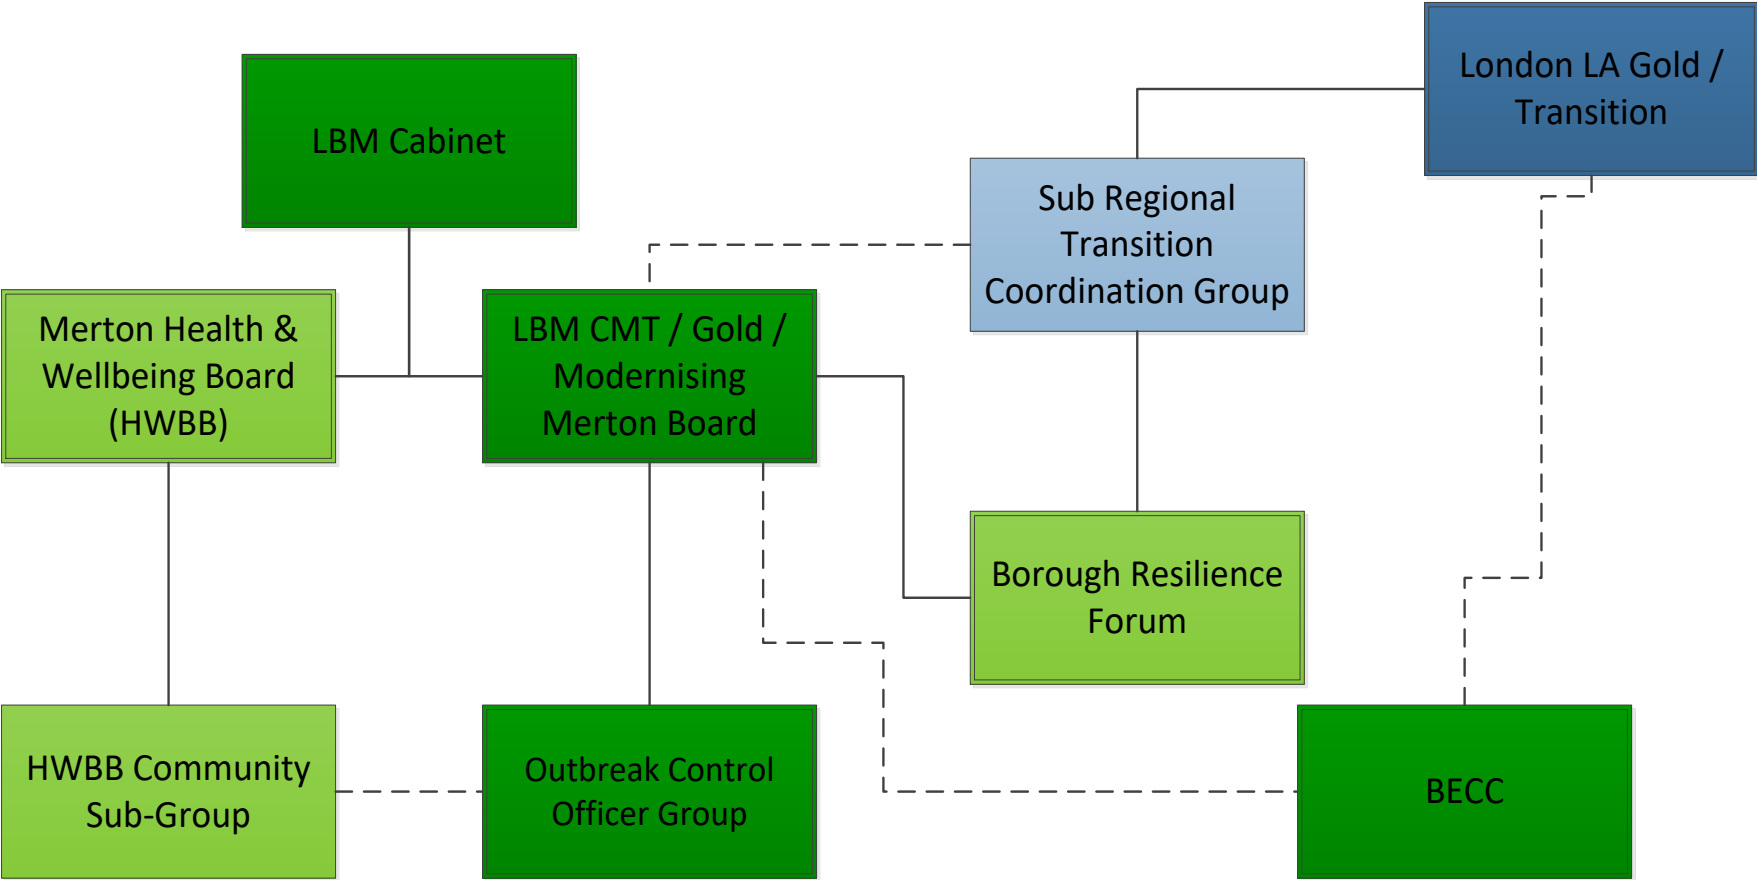 London LA Gold /
Transition
LBM Cabinet
Sub Regional
Transition
Coordination Group
Merton Health &
Wellbeing Board
(HWBB)
LBM CMT / Gold /
Modernising
Merton Board
Borough Resilience
Forum
HWBB Community
Sub-Group
Outbreak Control
Officer Group
BECC